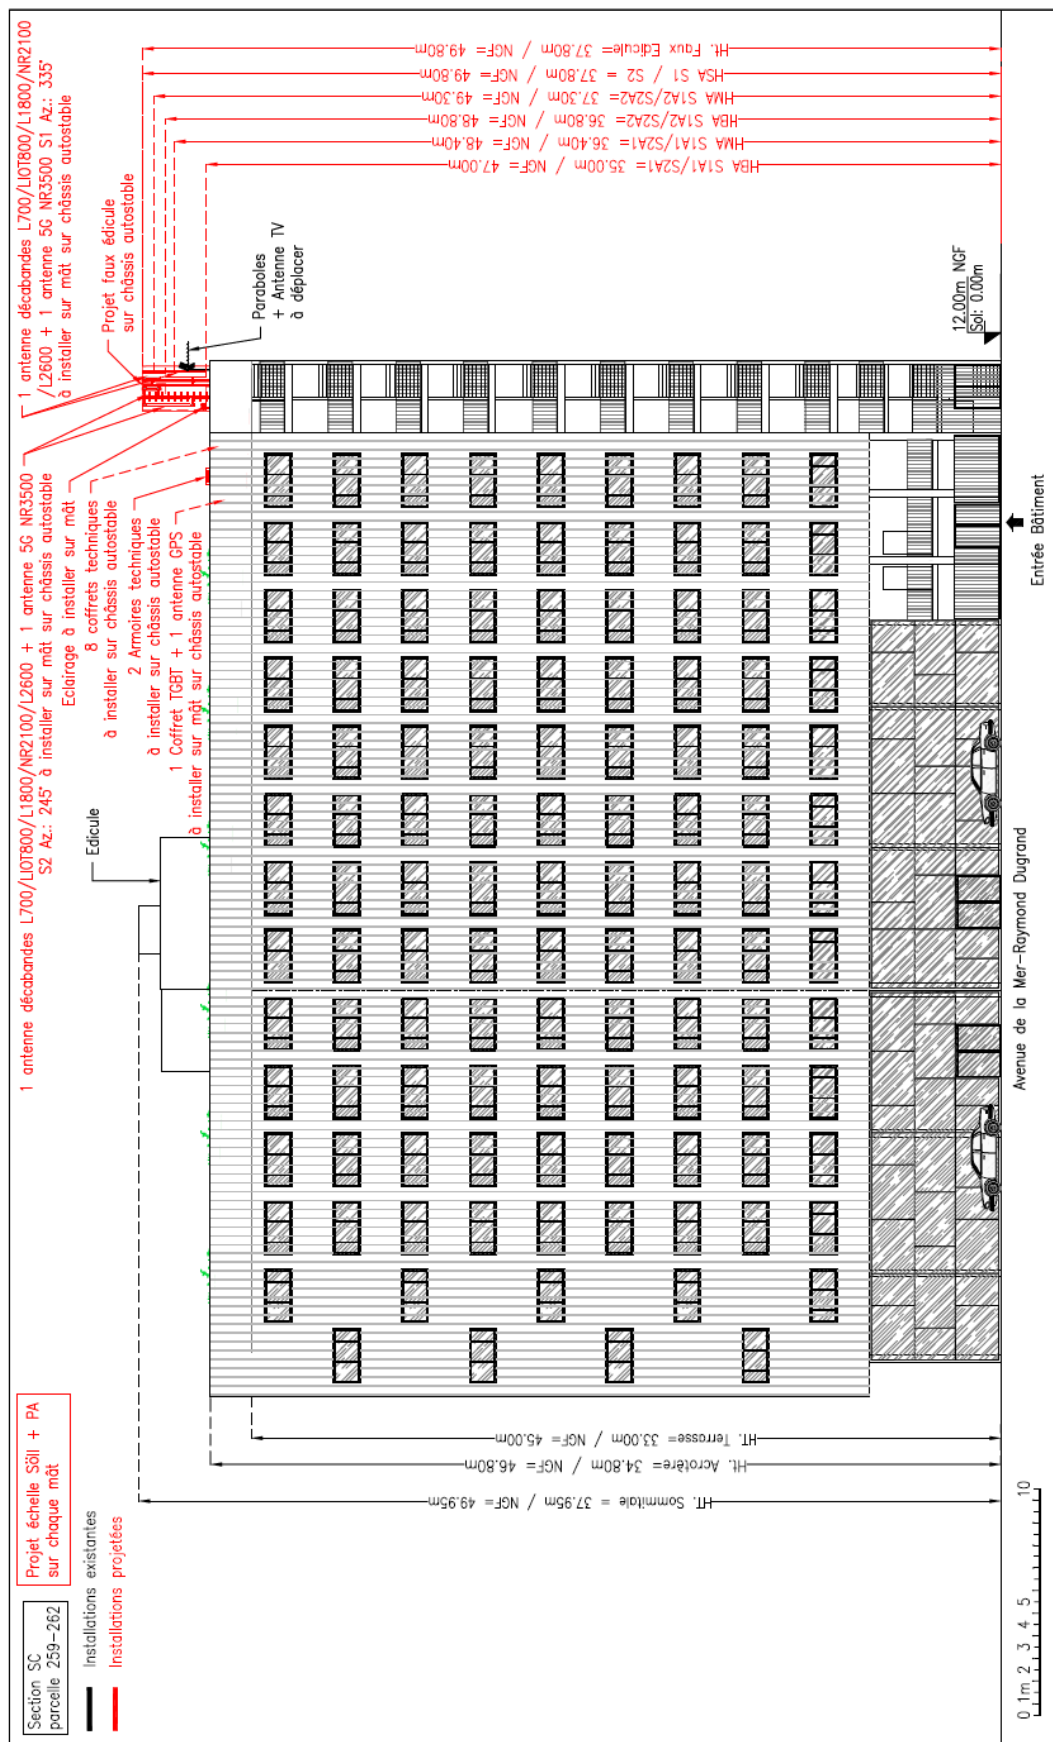 Section SC
parcelle 259-262
Projet échelle Söll + PA
sur chaque mât
Installations existantes
Installations projetées
1 antenne décabandes L700/LIOT800/L1800/NR2100/L2600 + 1 antenne 5G NR3500
S2 Az.: 245° à installer sur mât sur châssis autostable
Eclairage à installer sur mât
8 coffrets techniques
à installer sur châssis autostable
2 Armoires techniques
à installer sur châssis autostable
1 Coffret TGBT + 1 antenne GPS
à installer sur mât sur châssis autostable
Edicule
1 antenne décabandes L700/LIOT800/L1800/NR2100
/L2600 + 1 antenne 5G NR3500 S1 Az.: 335°
à installer sur mât sur châssis autostable
Projet faux édicule
sur châssis autostable
Paraboles
+ Antenne TV
à déplacer
Ht. Faux Edicule= 37.80m / NGF= 49.80m
HSA S1 / S2 = 37.80m / NGF= 49.80m
HMA S1A2/S2A2= 37.30m / NGF= 49.30m
HBA S1A2/S2A2= 36.80m / NGF= 48.80m
HMA S1A1/S2A1= 36.40m / NGF= 48.40m
HBA S1A1/S2A1= 35.00m / NGF= 47.00m
HT. Sommitale = 37.95m / NGF= 49.95m
Ht. Acrotère= 34.80m / NGF= 46.80m
HT. Terrasse= 33.00m / NGF= 45.00m
12.00m NGF
Sol: 0.00m
Avenue de la Mer-Raymond Dugrand
Entrée Bâtiment
0 1m 2 3 4 5 10